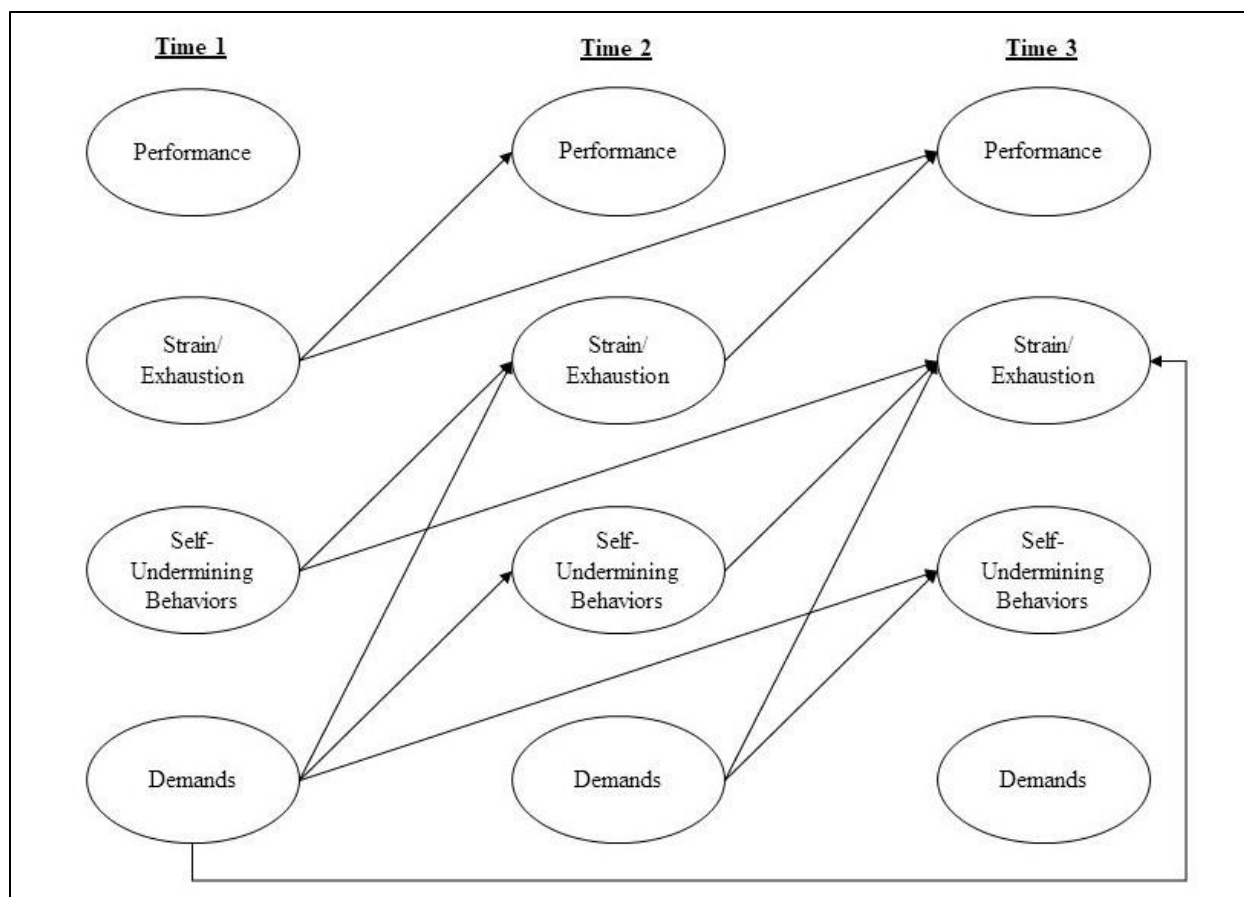 Time 1
Time 2
Time 3
Performance
Performance
Performance
Strain/
Exhaustion
Strain/
Exhaustion
Strain/
Exhaustion
Self-
Undermining
Behaviors
Self-
Undermining
Behaviors
Self-
Undermining
Behaviors
Demands
Demands
Demands